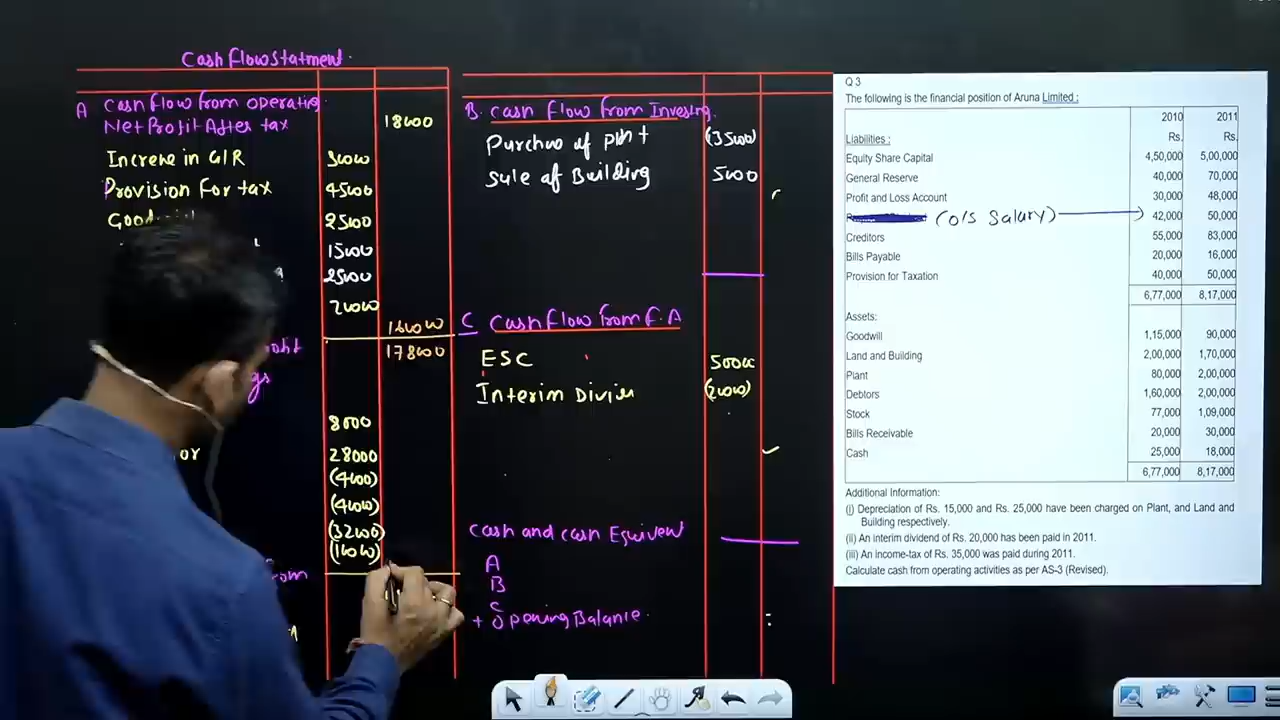 Cash flow statment
A Cash flow from operating
Net Profit After tax 18000
Increse in G/R 30000
Provision For tax 45000
25000
15000
25000
20000
160000
178000
8000
28000
(4000)
(4000)
(32000)
(10000)
B. Cash flow from Investing.
(35000)
Sale of Building 5000
C Cash flow from F.A
ESC 50000
Interim Divien (20000)
Cash and cash Equivent
A
B
C
+ Opening Balance.
Q 3
The following is the financial position of Aruna Limited :
2010 2011
Liabilities : Rs. Rs.
Equity Share Capital 4,50,000 5,00,000
General Reserve 40,000 70,000
Profit and Loss Account 30,000 48,000
(O/S Salary) 42,000 50,000
Creditors 55,000 83,000
Bills Payable 20,000 16,000
Provision for Taxation 40,000 50,000
6,77,000 8,17,000
Assets:
Goodwill 1,15,000 90,000
Land and Building 2,00,000 1,70,000
Plant 80,000 2,00,000
Debtors 1,60,000 2,00,000
Stock 77,000 1,09,000
Bills Receivable 20,000 30,000
Cash 25,000 18,000
6,77,000 8,17,000
Additional Information:
(i) Depreciation of Rs. 15,000 and Rs. 25,000 have been charged on Plant, and Land and
Building respectively.
(ii) An interim dividend of Rs. 20,000 has been paid in 2011.
(iii) An income-tax of Rs. 35,000 was paid during 2011.
Calculate cash from operating activities as per AS-3 (Revised).